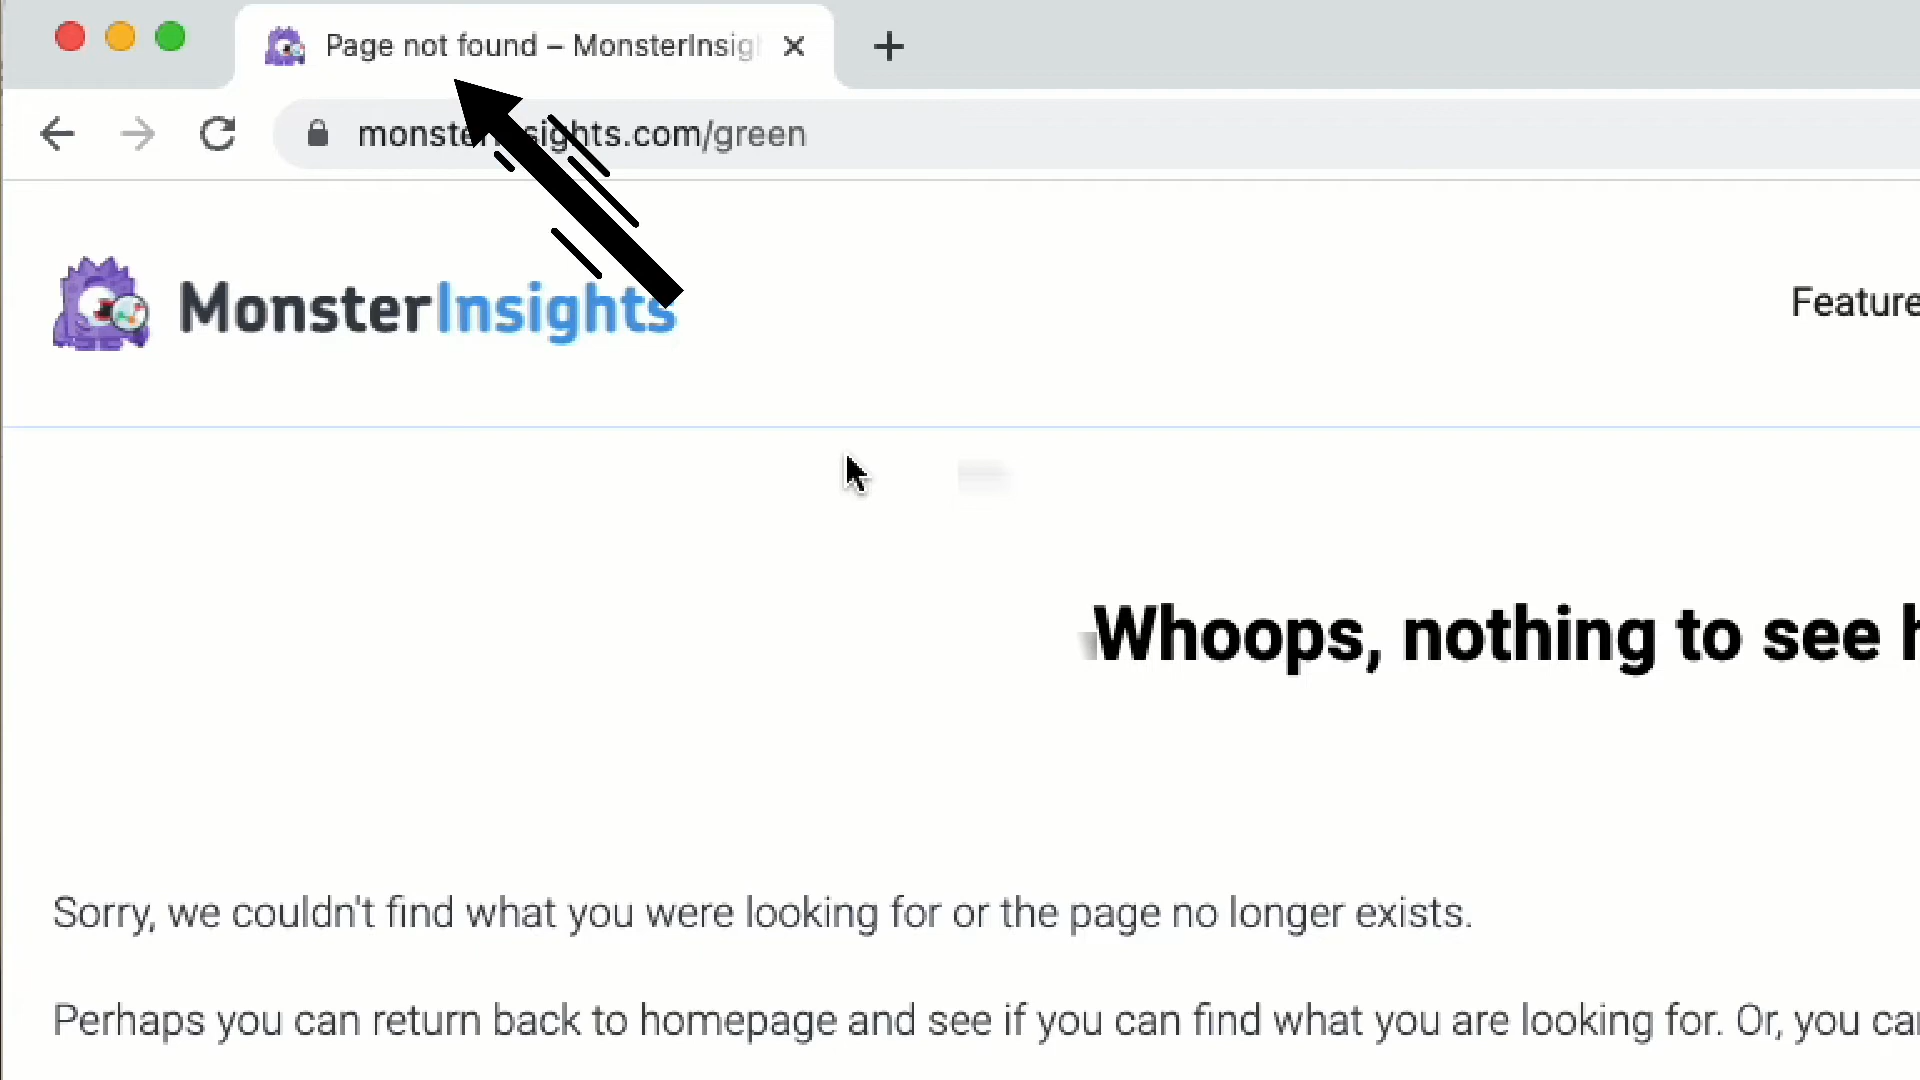 Page not found – MonsterInsigh
monsterinsights.com/green
MonsterInsights
Feature
Whoops, nothing to see h
Sorry, we couldn't find what you were looking for or the page no longer exists.
Perhaps you can return back to homepage and see if you can find what you are looking for. Or, you can